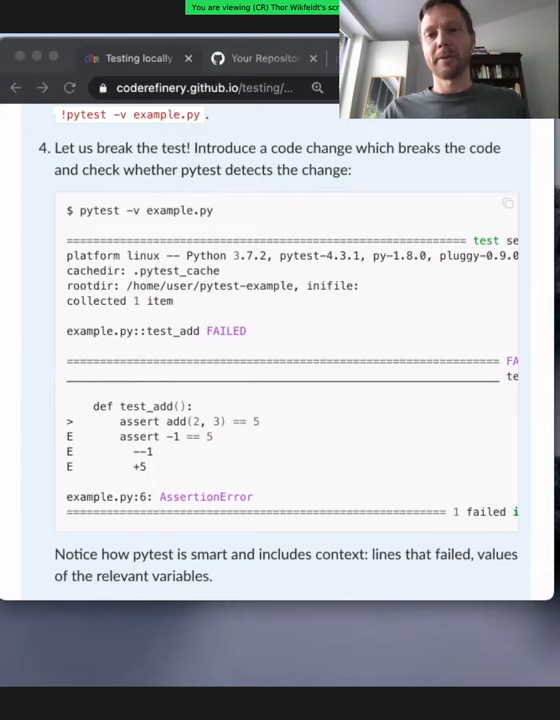 You are viewing (CR) Thor Wikfeldt's scr
Testing locally
Your Reposito
coderefinery.github.io/testing/...
!pytest -v example.py.
4. Let us break the test! Introduce a code change which breaks the code
and check whether pytest detects the change:
$ pytest -v example.py
======================================================= test se
platform linux -- Python 3.7.2, pytest-4.3.1, py-1.8.0, pluggy-0.9.0
cachedir: .pytest_cache
rootdir: /home/user/pytest-example, inifile:
collected 1 item
example.py::test_add FAILED
=========================================================== FA
___________________________________________________________ te
def test_add():
> assert add(2, 3) == 5
E assert -1 == 5
E --1
E +5
example.py:6: AssertionError
==================================================== 1 failed i
Notice how pytest is smart and includes context: lines that failed, values
of the relevant variables.